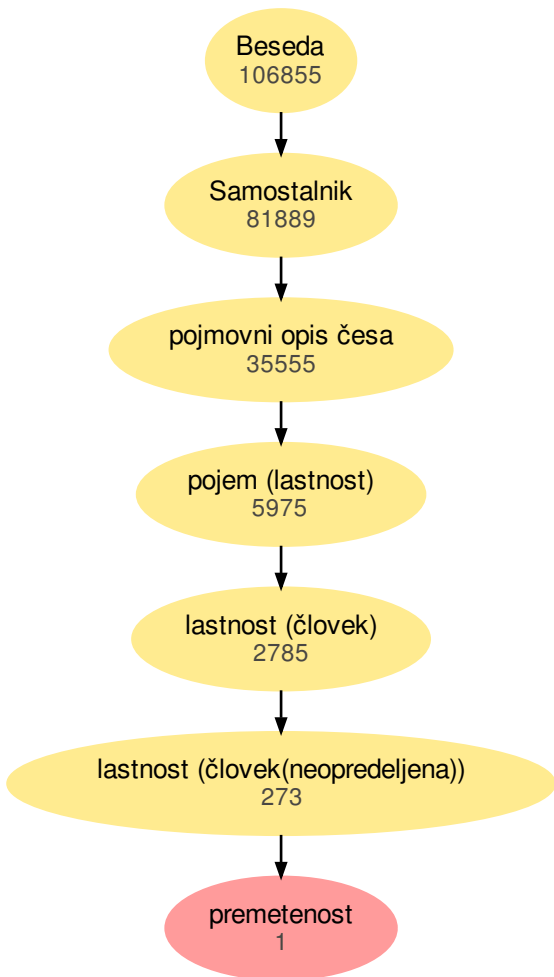 Beseda
106855
Samostalnik
81889
pojmovni opis česa
35555
pojem (lastnost)
5975
lastnost (človek)
2785
lastnost (človek(neopredeljena))
273
premetenost
1